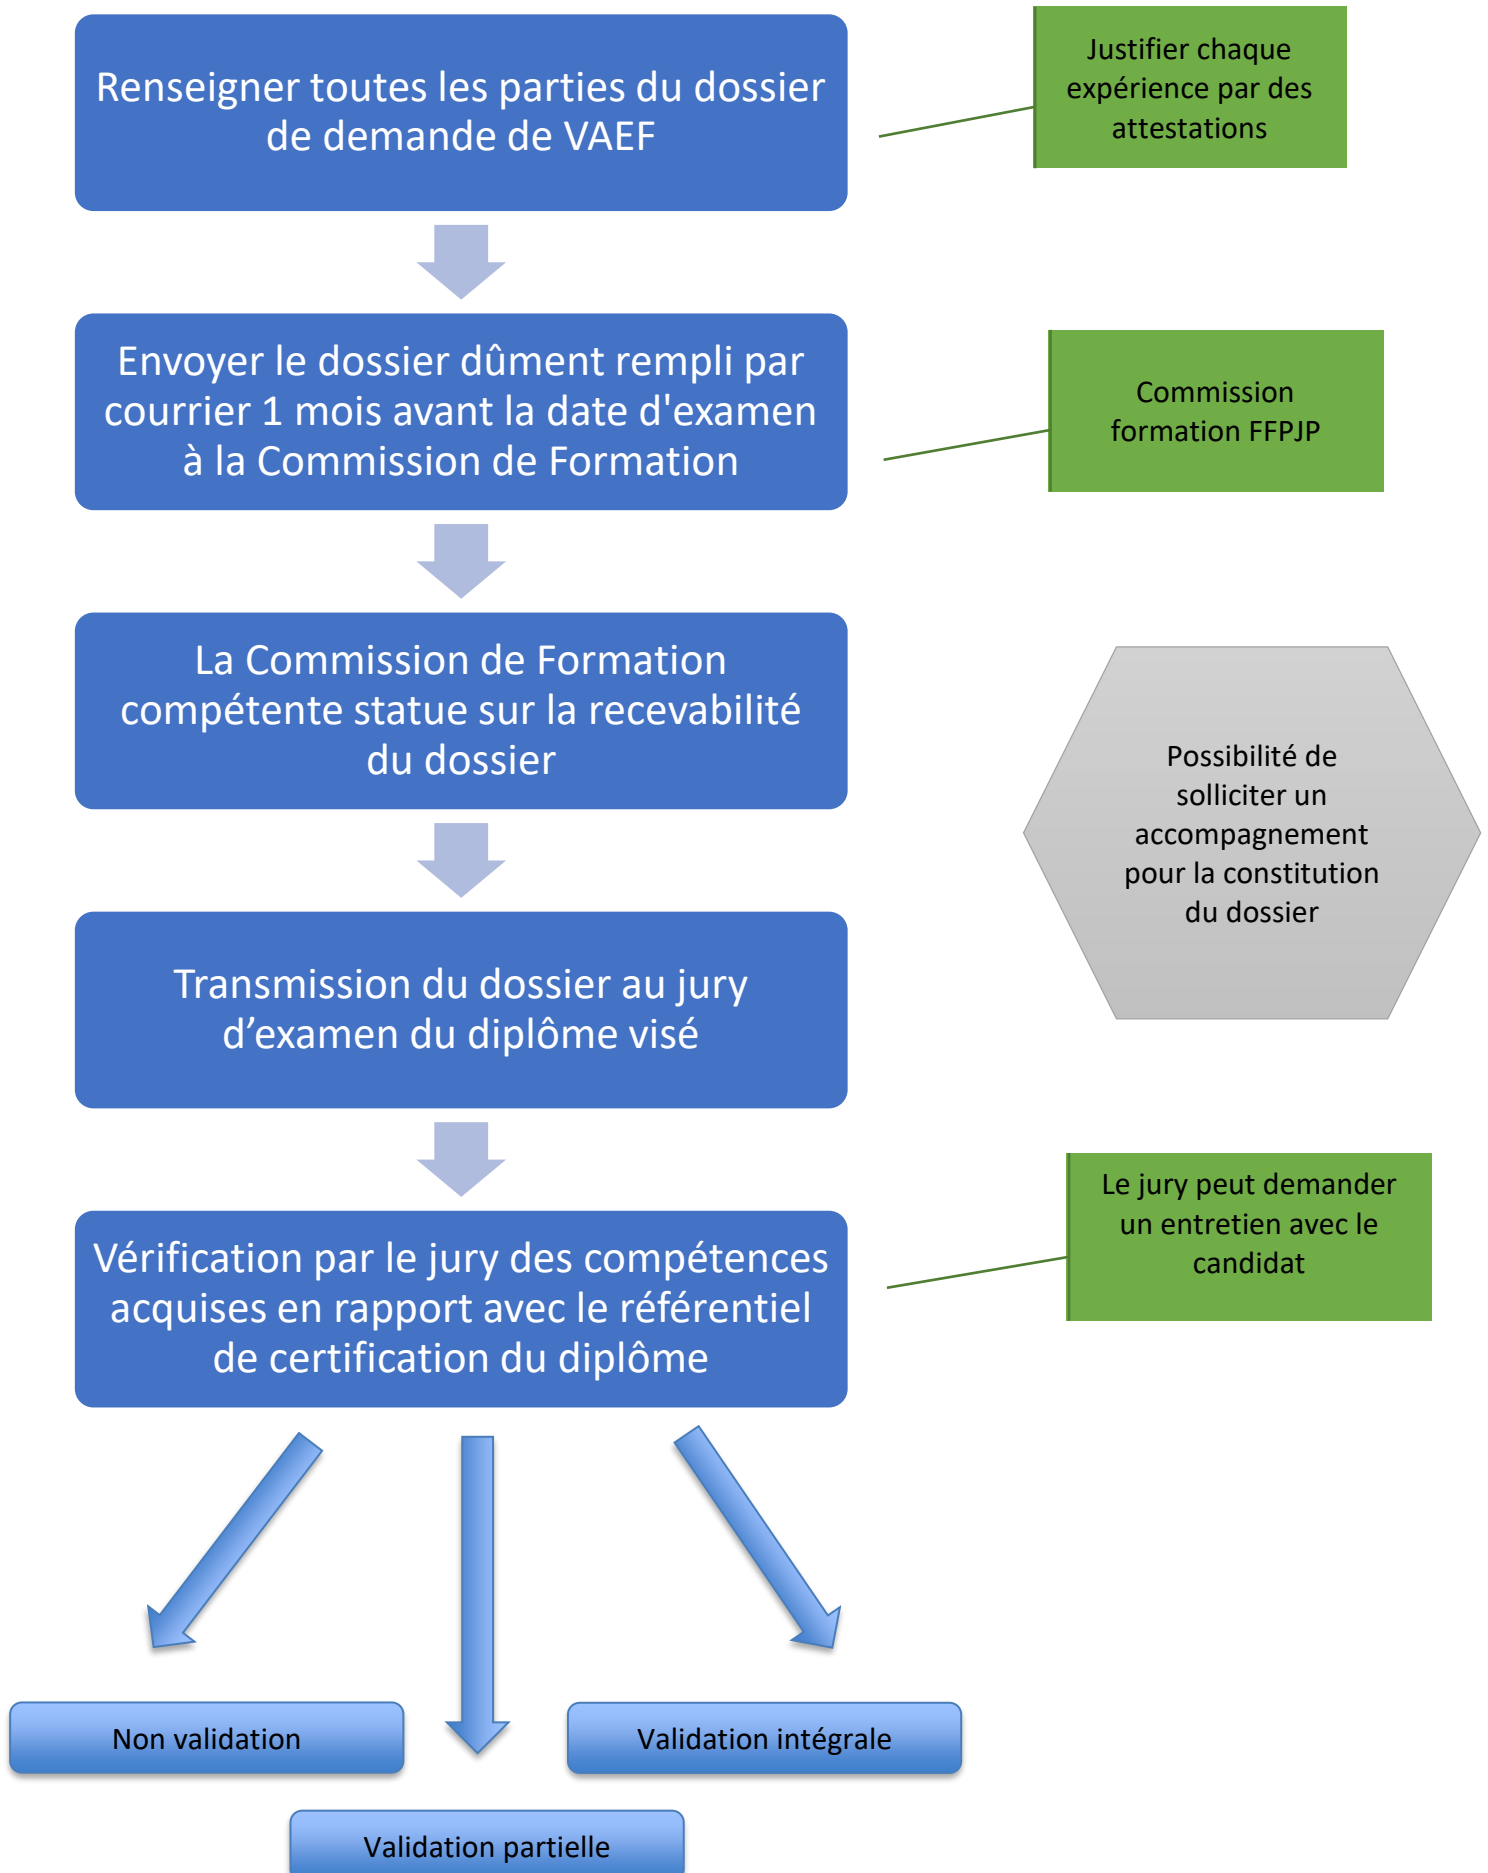 Renseigner toutes les parties du dossier
de demande de VAEF
Justifier chaque
expérience par des
attestations
Envoyer le dossier dûment rempli par
courrier 1 mois avant la date d'examen
à la Commission de Formation
Commission
formation FFPJP
La Commission de Formation
compétente statue sur la recevabilité
du dossier
Possibilité de
solliciter un
accompagnement
pour la constitution
du dossier
Transmission du dossier au jury
d’examen du diplôme visé
Le jury peut demander
un entretien avec le
candidat
Vérification par le jury des compétences
acquises en rapport avec le référentiel
de certification du diplôme
Non validation
Validation intégrale
Validation partielle